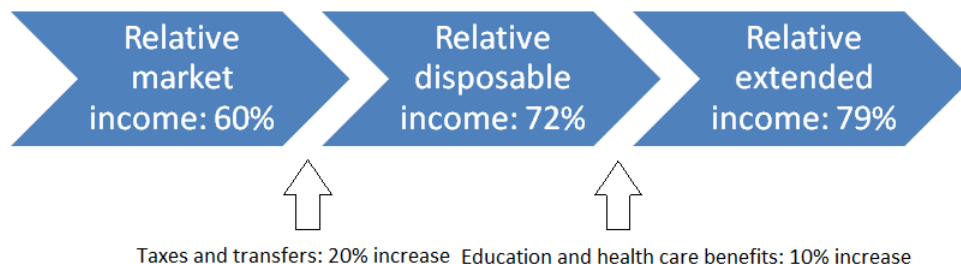 Relative
market
income: 60%
Relative
disposable
income: 72%
Relative
extended
income: 79%
Taxes and transfers: 20% increase
Education and health care benefits: 10% increase